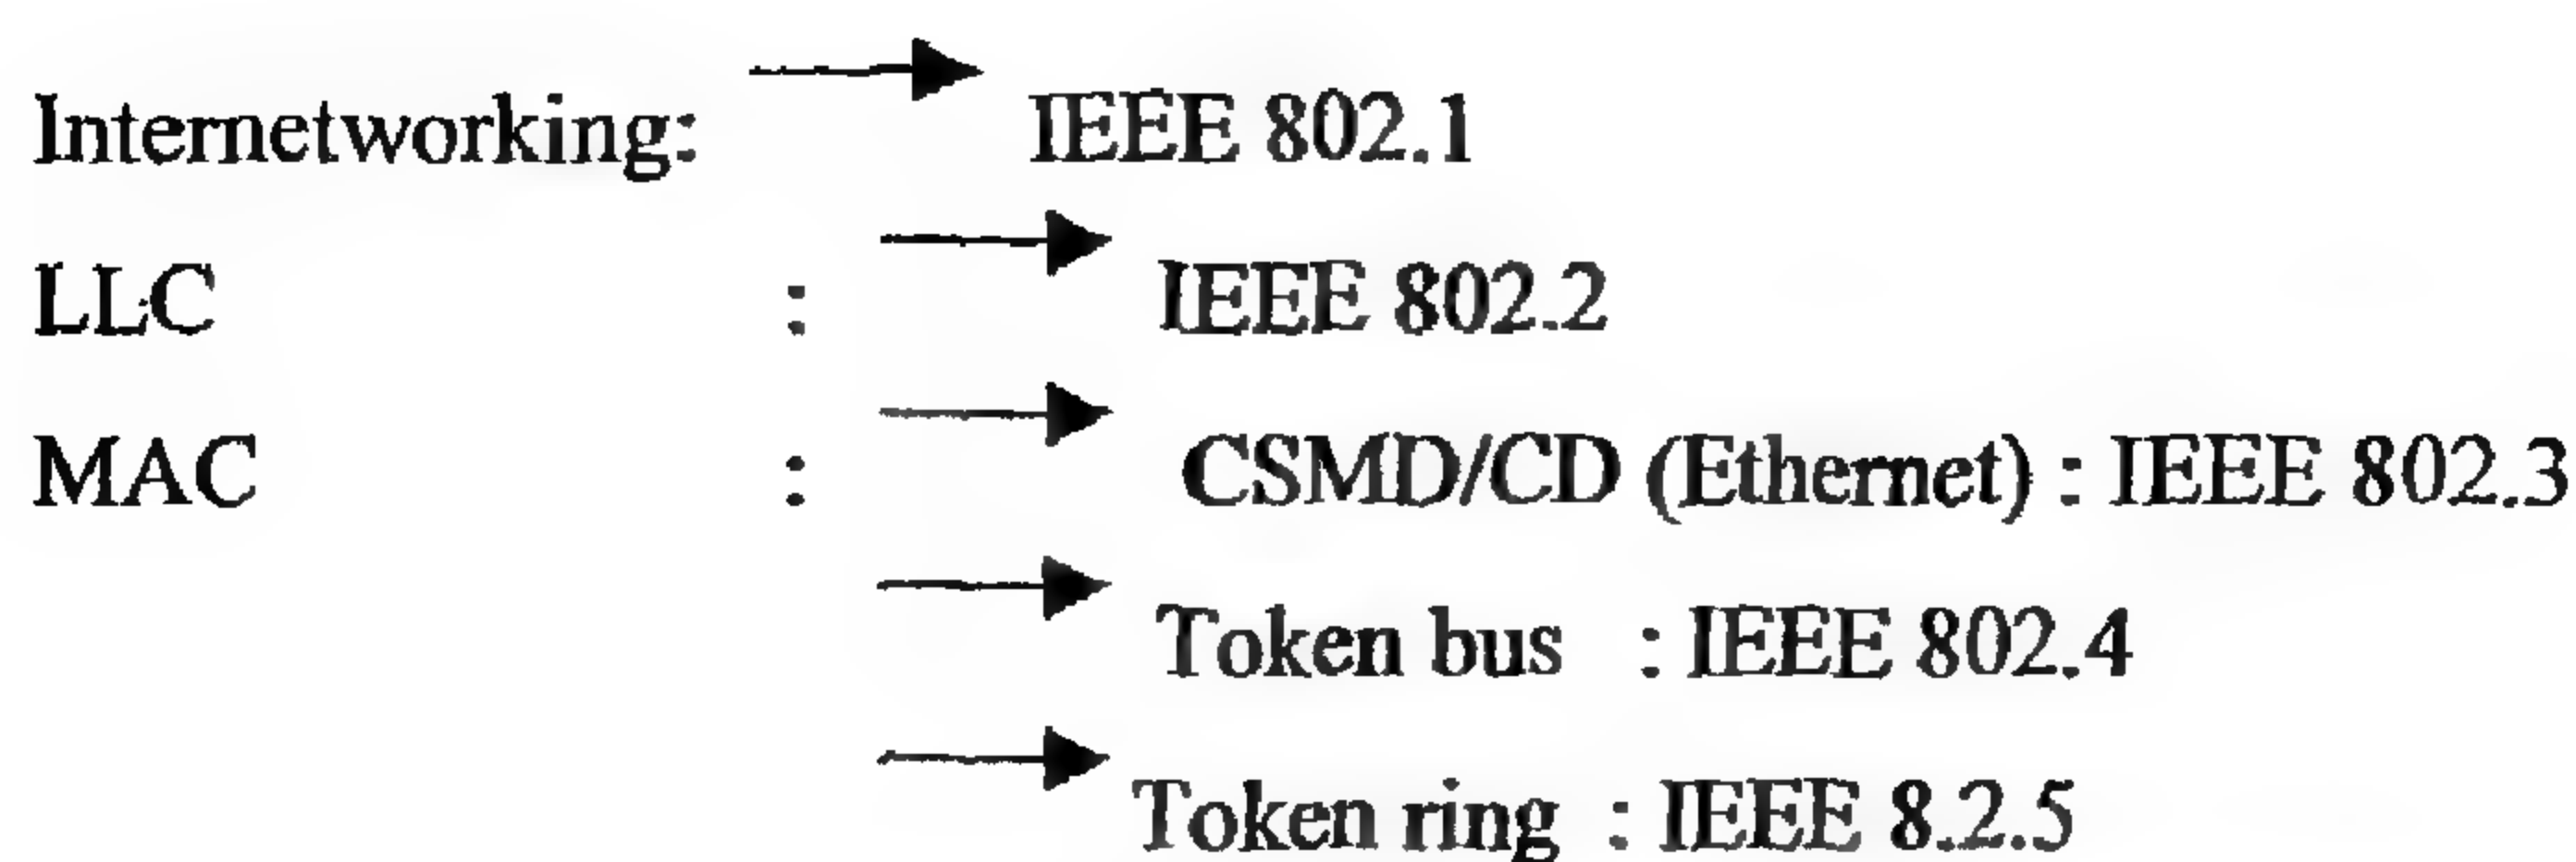 Internetworking: IEEE 802.1
LLC : IEEE 802.2
MAC : CSMD/CD (Ethernet) : IEEE 802.3
Token bus : IEEE 802.4
Token ring : IEEE 8.2.5